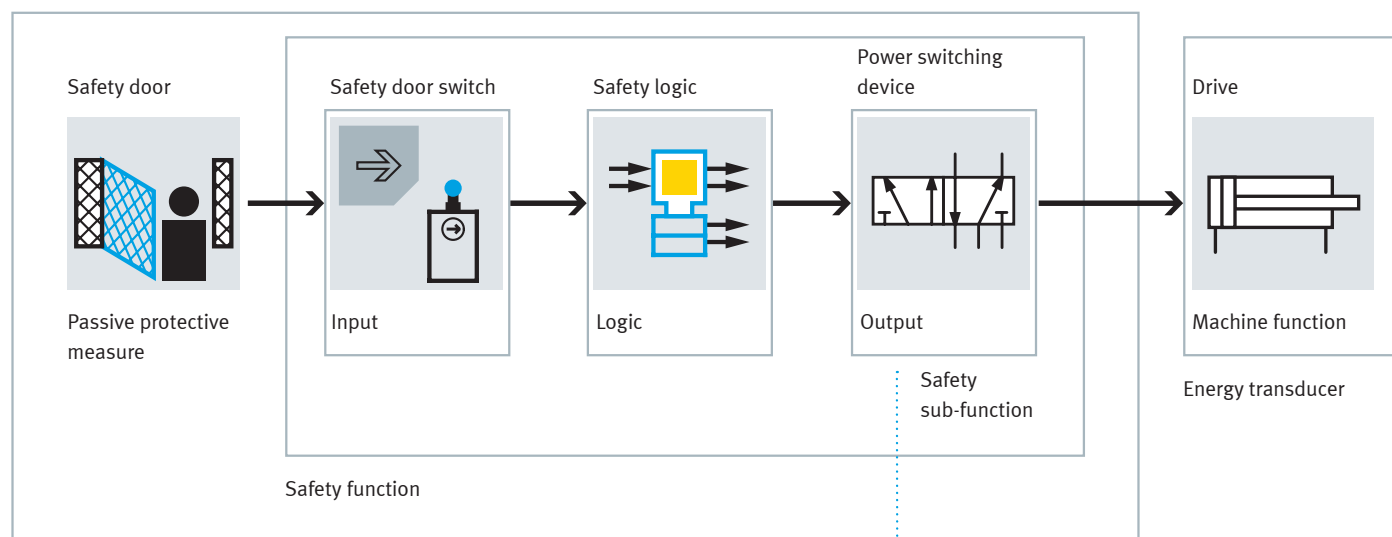 Safety door
Safety door switch
Safety logic
Power switching
device
Drive
Passive protective
measure
Input
Logic
Output
Machine function
Safety
sub-function
Energy transducer
Safety function